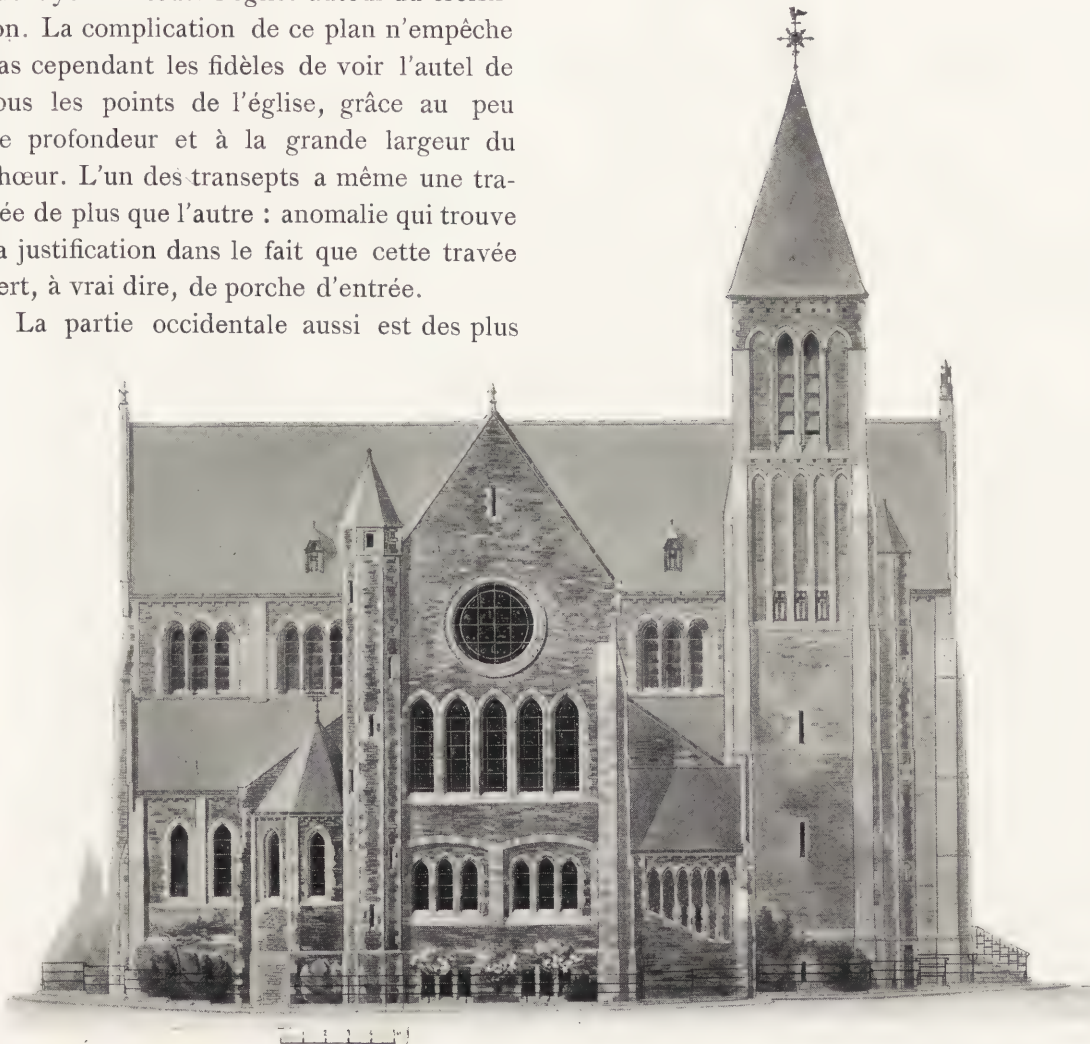 on. La complication de ce plan n'empêche
as cependant les fidèles de voir l'autel de
ous les points de l'église, grâce au peu
e profondeur et à la grande largeur du
hœur. L'un des transepts a même une tra-
ée de plus que l'autre : anomalie qui trouve
a justification dans le fait que cette travée
ert, à vrai dire, de porche d'entrée.
La partie occidentale aussi est des plus